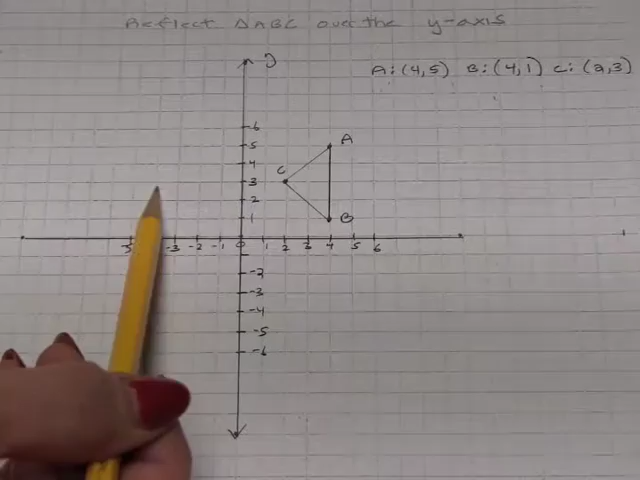 Reflect △ABC over the y-axis
A:(4,5) B:(4,1) C:(2,3)
6
5 A
4
C 3
2
1 B
5 -3 -2 -1 0 1 2 3 4 5 6
-2
-3
-4
-5
-6